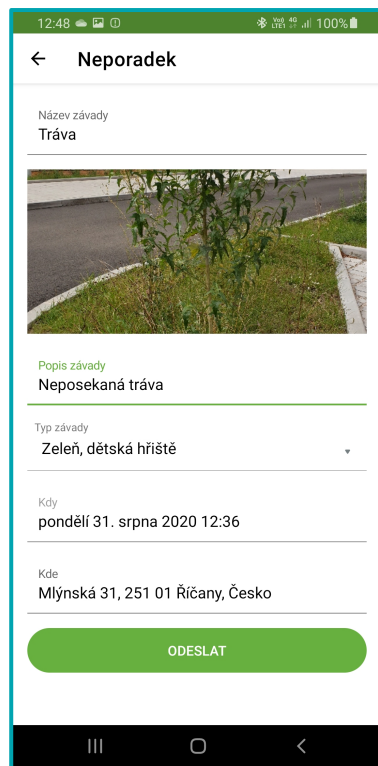 12:48 100%
Neporadek
Název závady
Tráva
Popis závady
Neposekaná tráva
Typ závady
Zeleň, dětská hřiště
Kdy
pondělí 31. srpna 2020 12:36
Kde
Mlýnská 31, 251 01 Říčany, Česko
ODESLAT